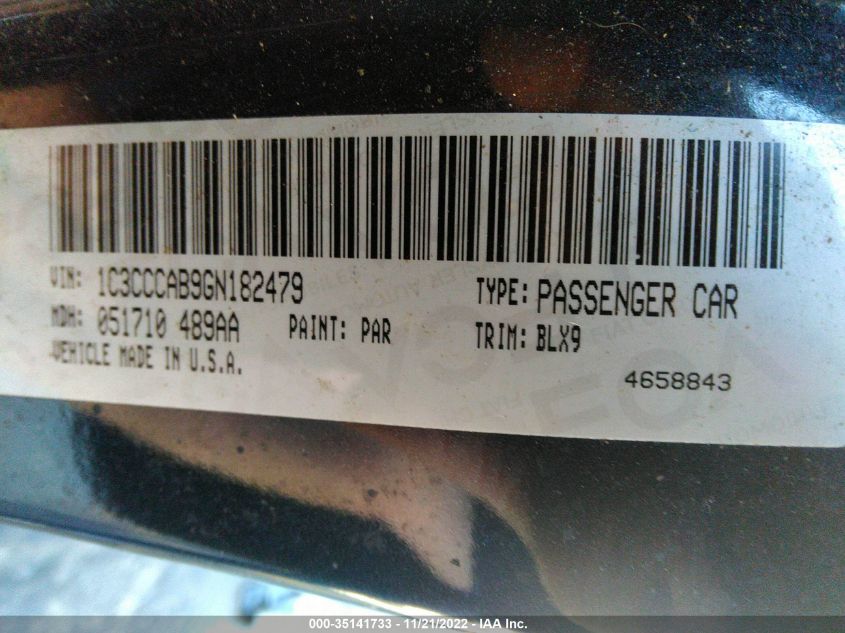 VIN: 1C3CCCAB9GN182479 TYPE: PASSENGER CAR
MDH: 051710 489AA PAINT: PAR TRIM: BLX9
VEHICLE MADE IN U.S.A.
4658843
000-35141733 - 11/21/2022 - IAA Inc.